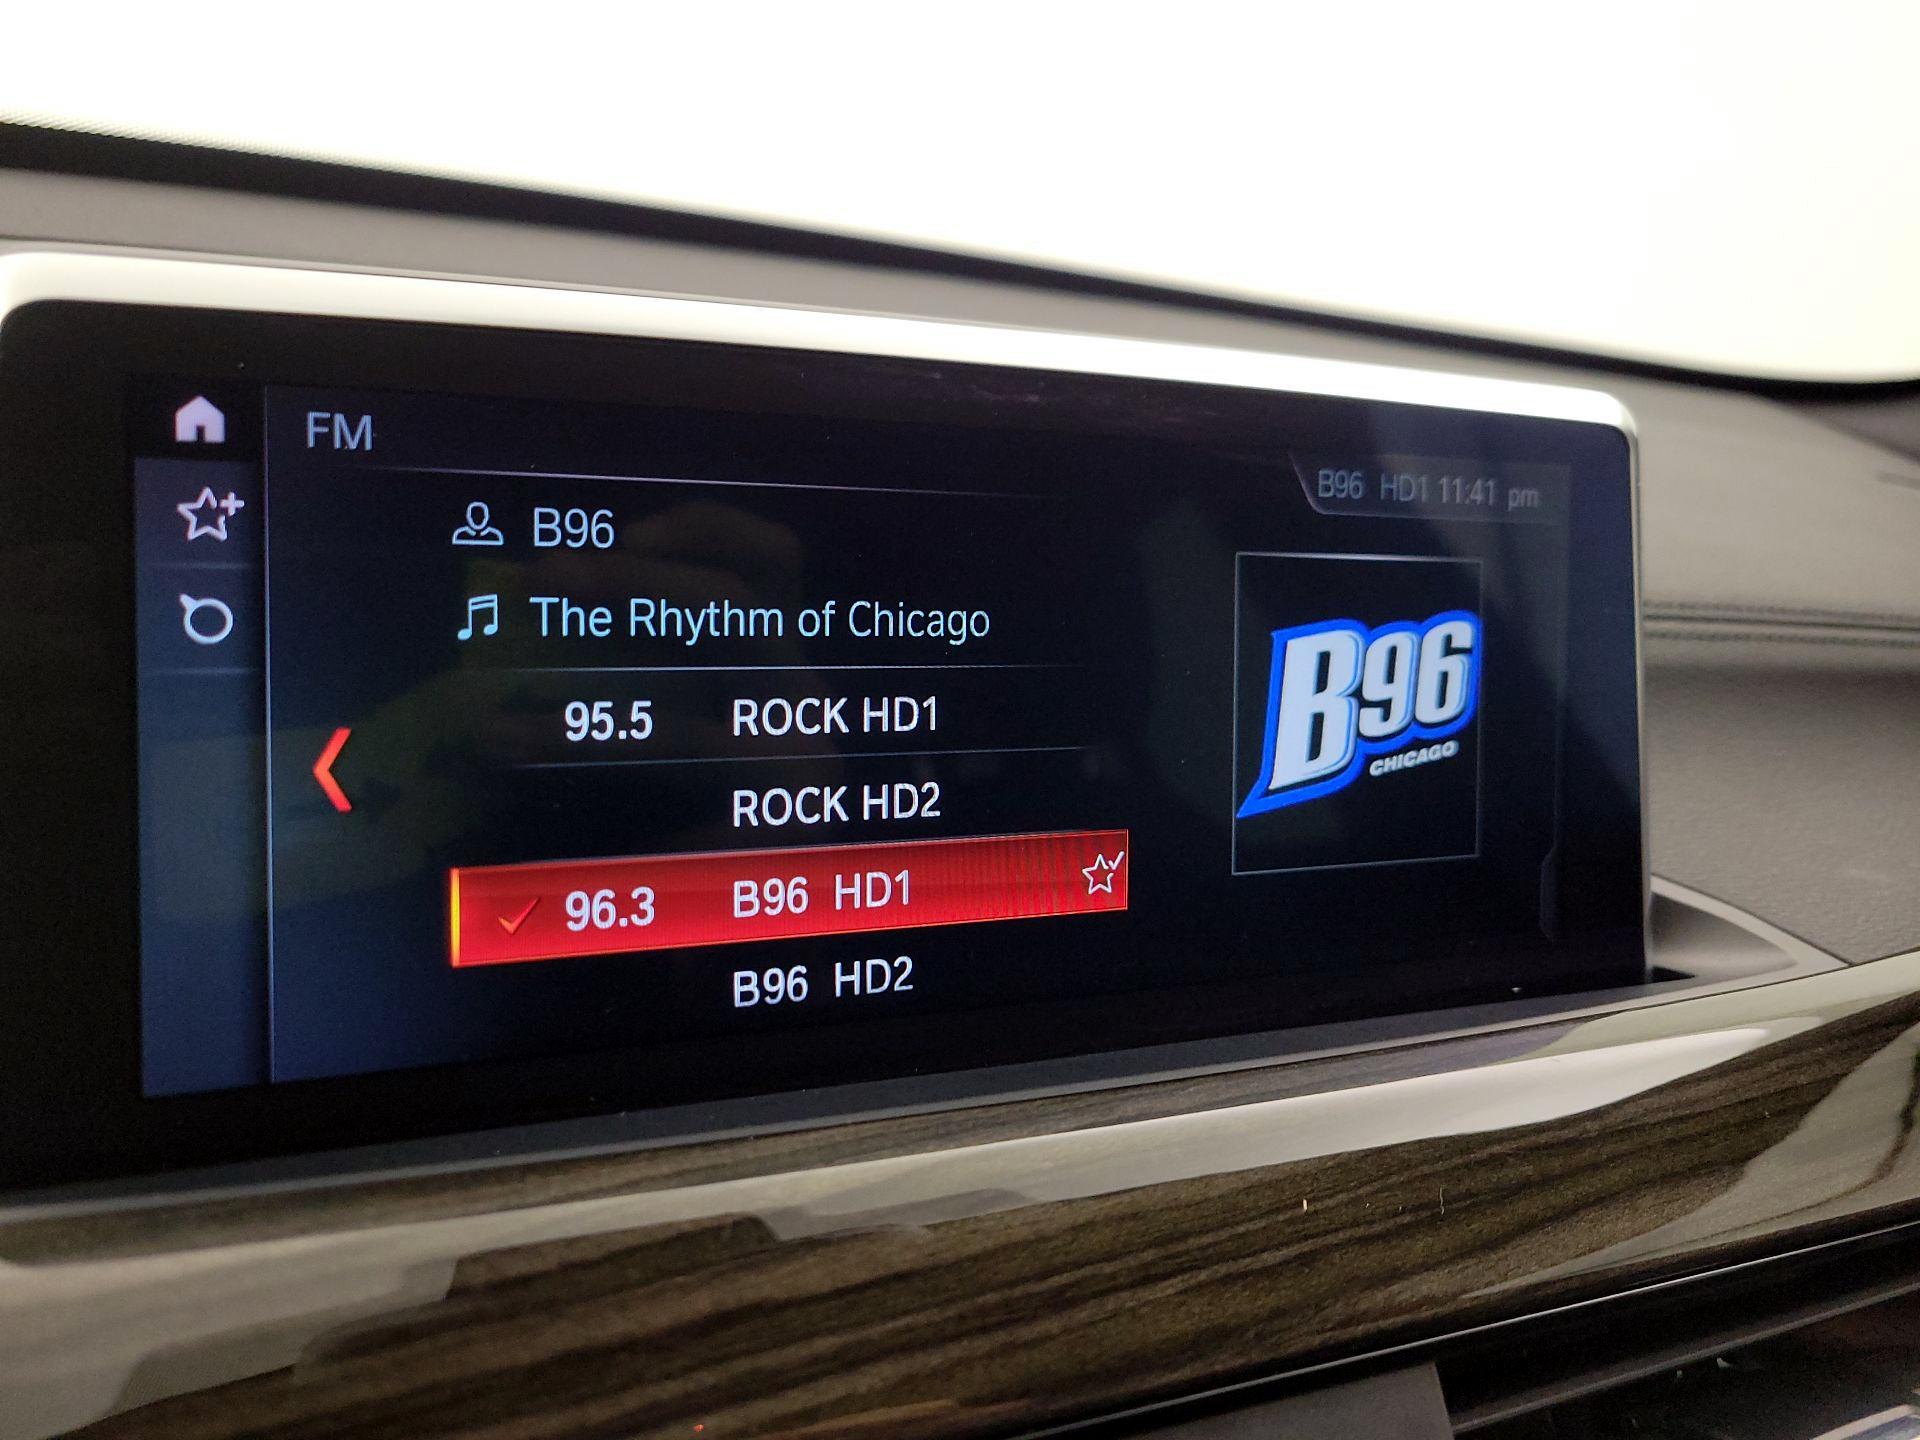 FM
B96 HD1 11:41 pm
B96
The Rhythm of Chicago
95.5 ROCK HD1
ROCK HD2
96.3 B96 HD1
B96 HD2
B96
CHICAGO